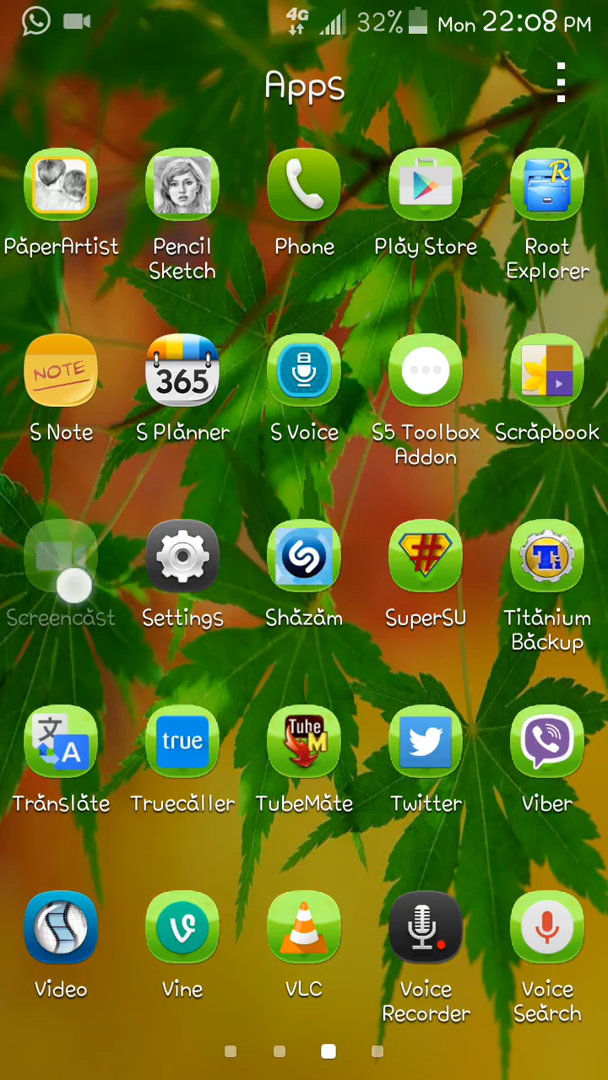 4G 32% Mon 22:08 PM
Apps
PaperArtist Pencil Sketch Phone Play Store Root Explorer
R
NOTE 365
S Note S Planner S Voice S5 Toolbox Addon Scrapbook
Ti
Screencast Settings Shazam SuperSU Titanium Backup
文 A true Tube M
Translate Truecaller TubeMate Twitter Viber
Video Vine VLC Voice Recorder Voice Search